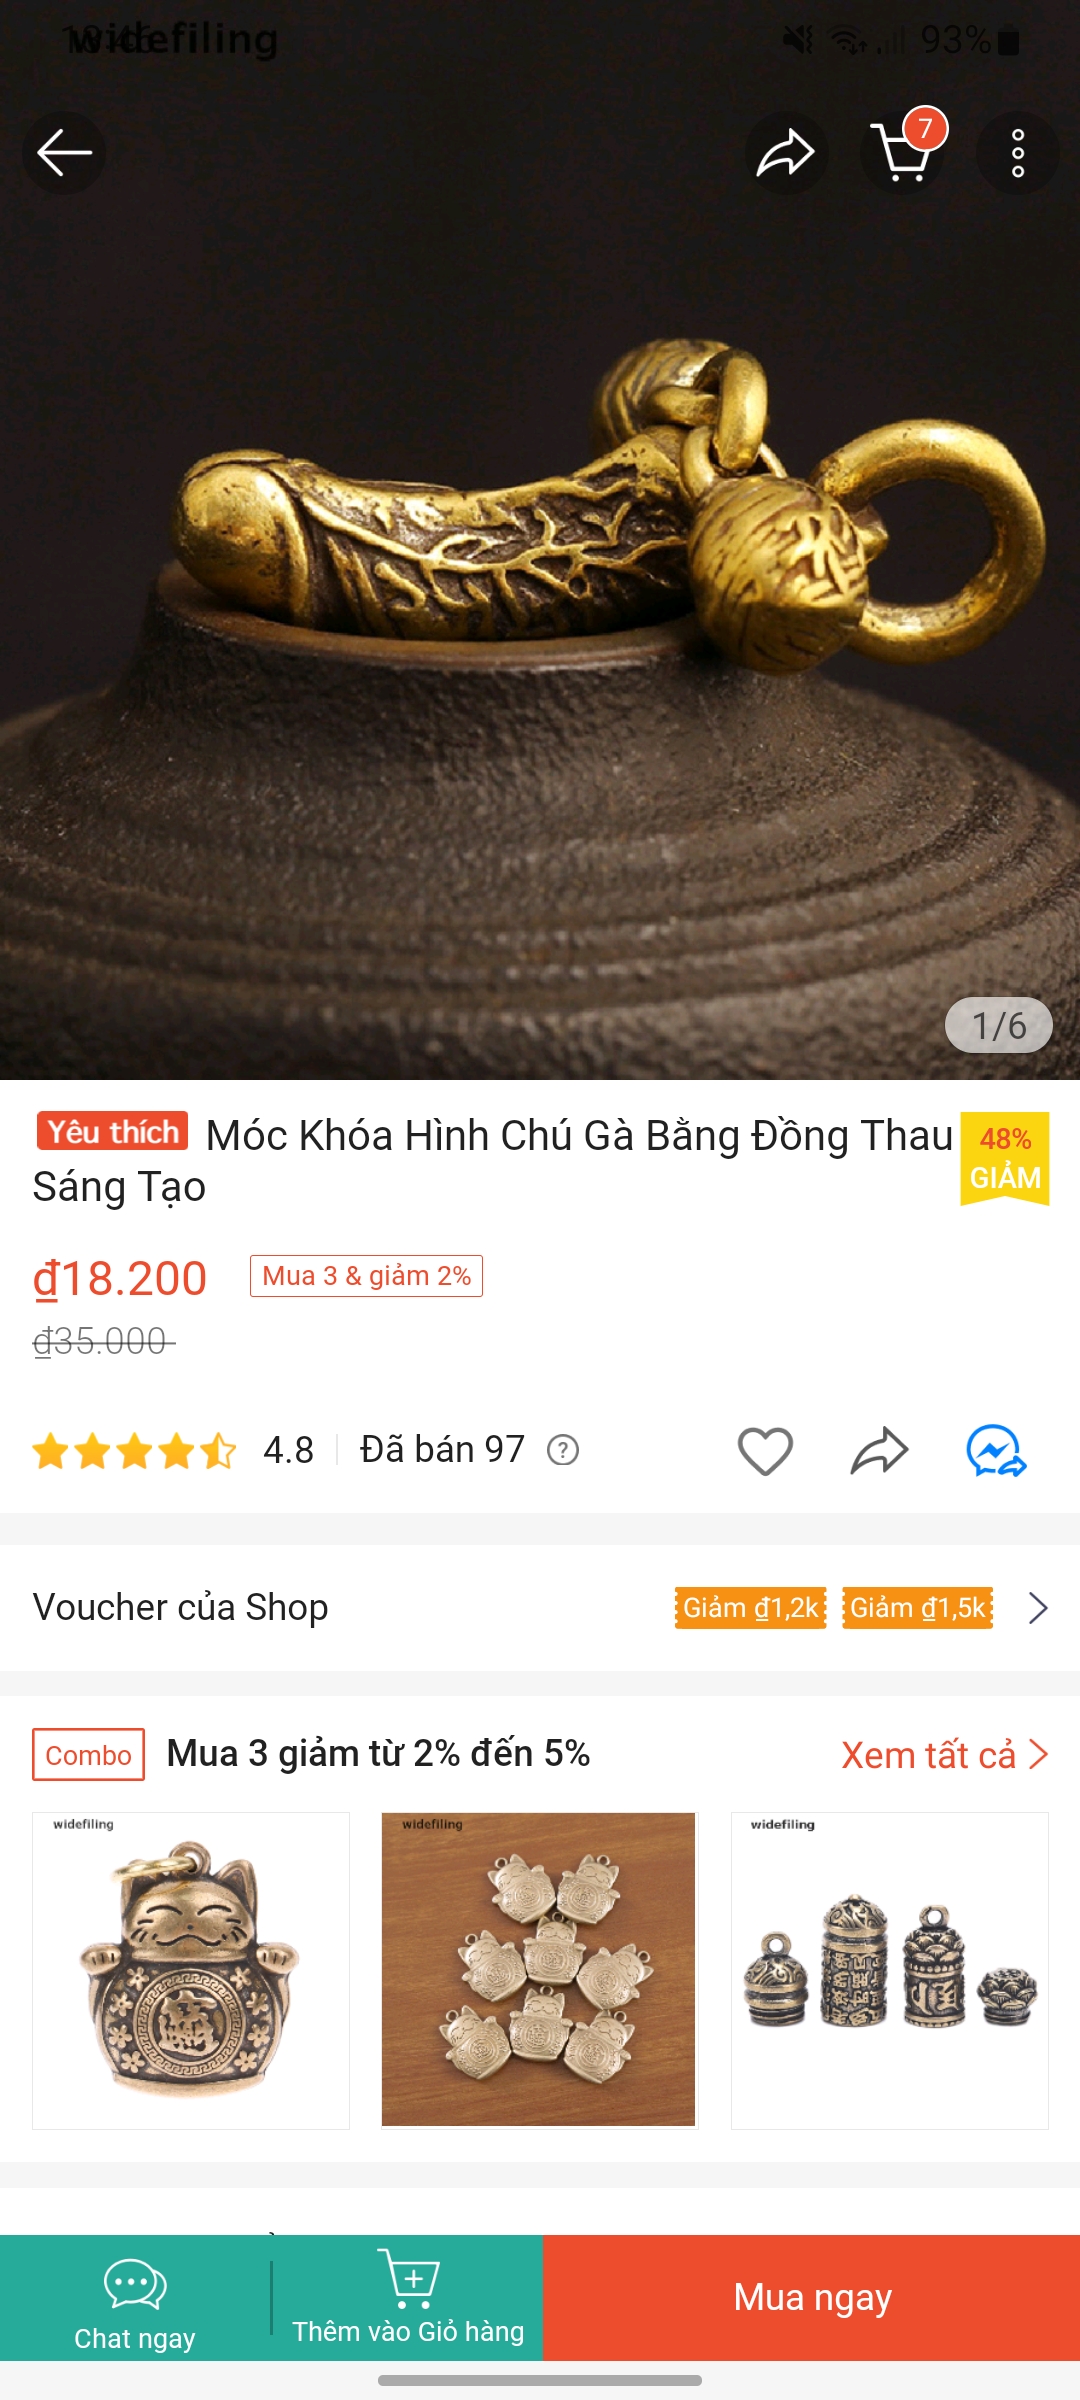 widefiling
93%
7
1/6
Yêu thích Móc Khóa Hình Chú Gà Bằng Đồng Thau
Sáng Tạo
48%
GIẢM
₫18.200
Mua 3 & giảm 2%
₫35.000
4.8
Đã bán 97
?
Voucher của Shop
Giảm ₫1,2k
Giảm ₫1,5k
Combo
Mua 3 giảm từ 2% đến 5%
Xem tất cả
widefiling
widefiling
widefiling
Chat ngay
Thêm vào Giỏ hàng
Mua ngay